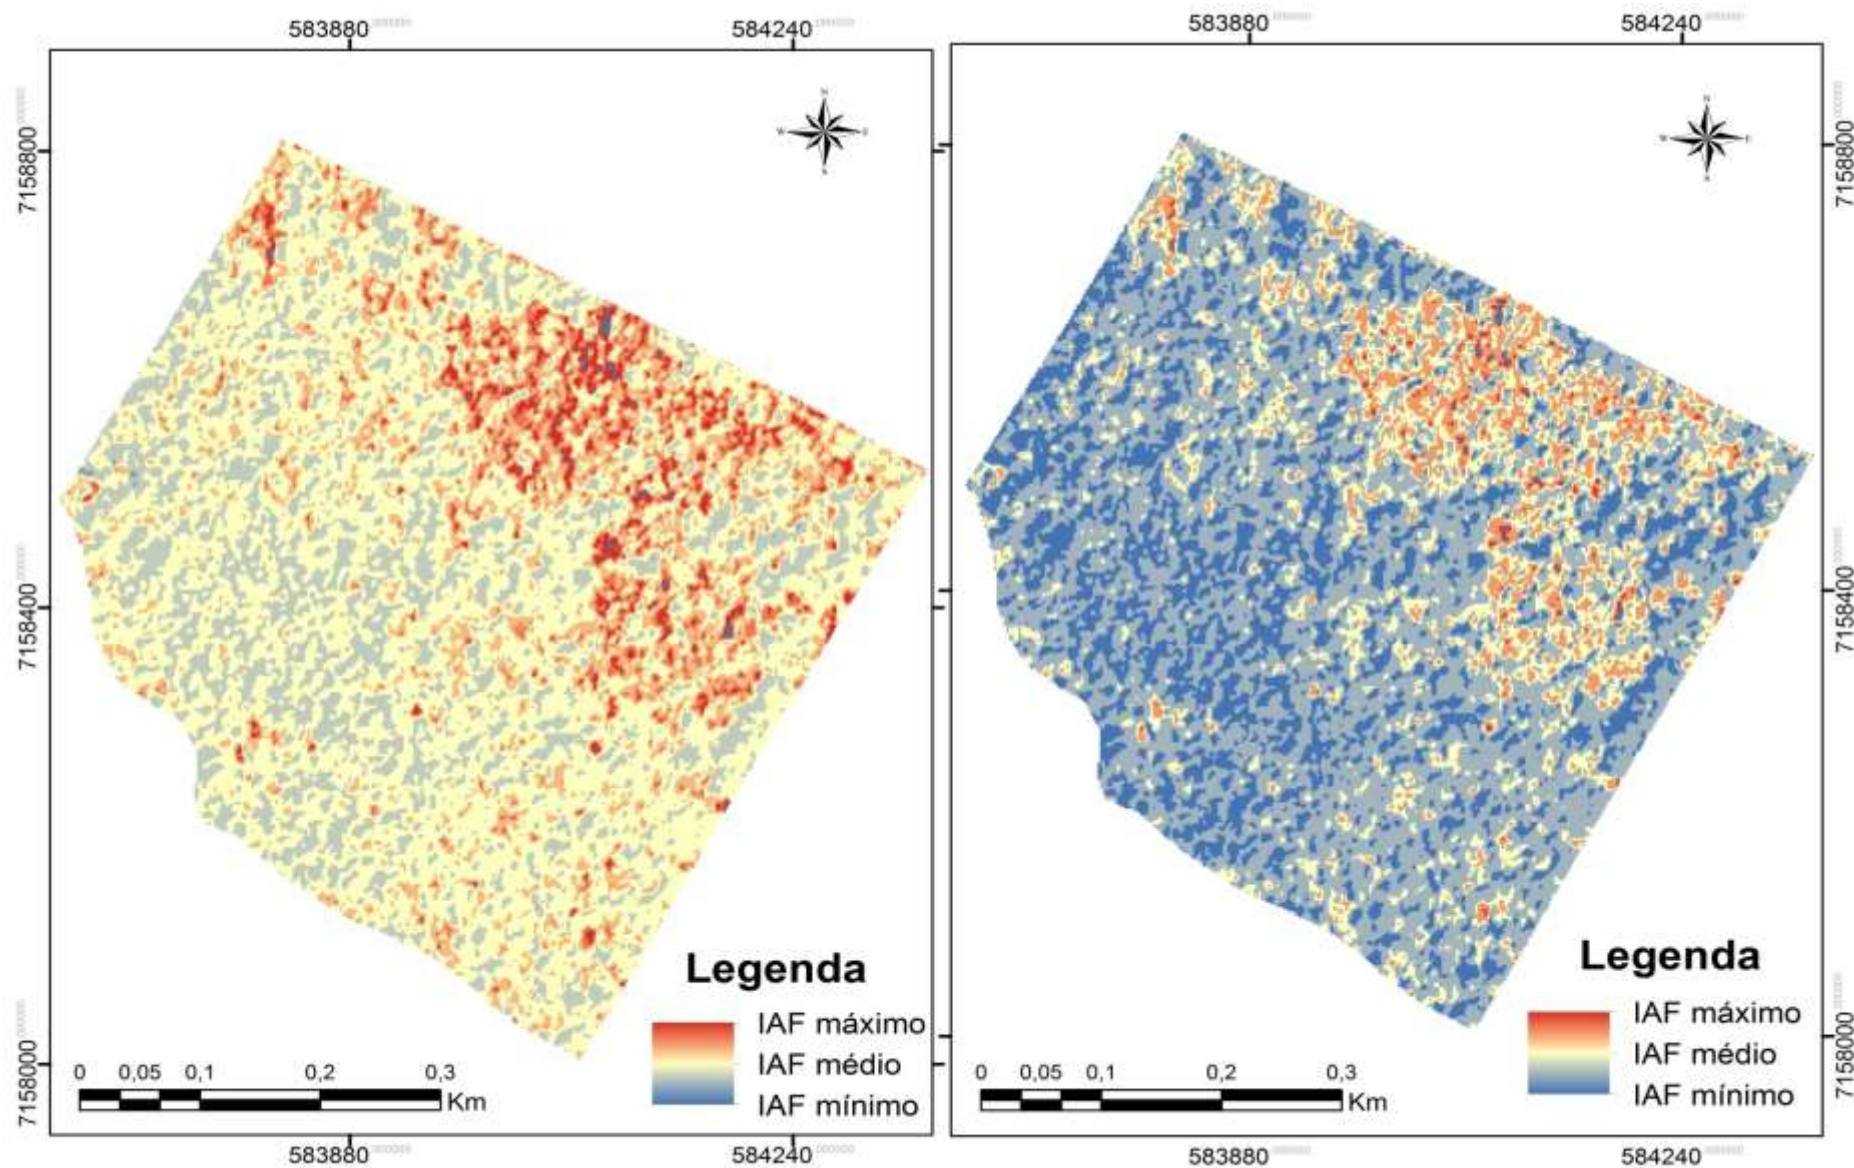 583880 584240
7158800
7158400
7158000
N
W E
S
Legenda
IAF máximo
IAF médio
IAF mínimo
0 0,05 0,1 0,2 0,3
Km
583880 584240
583880 584240
7158800
7158400
7158000
N
W E
S
Legenda
IAF máximo
IAF médio
IAF mínimo
0 0,05 0,1 0,2 0,3
Km
583880 584240